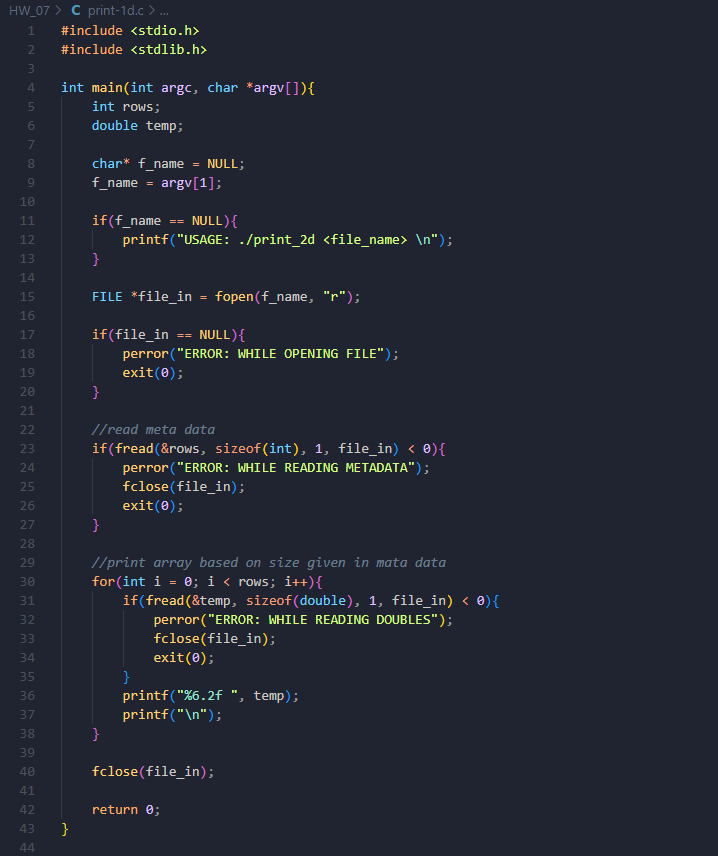 HW_07 > C print-1d.c > ...
1 #include <stdio.h>
2 #include <stdlib.h>
3
4 int main(int argc, char *argv[]){
5     int rows;
6     double temp;
7
8     char* f_name = NULL;
9     f_name = argv[1];
10
11     if(f_name == NULL){
12         printf("USAGE: ./print_2d <file_name> \n");
13     }
14
15     FILE *file_in = fopen(f_name, "r");
16
17     if(file_in == NULL){
18         perror("ERROR: WHILE OPENING FILE");
19         exit(0);
20     }
21
22     //read meta data
23     if(fread(&rows, sizeof(int), 1, file_in) < 0){
24         perror("ERROR: WHILE READING METADATA");
25         fclose(file_in);
26         exit(0);
27     }
28
29     //print array based on size given in mata data
30     for(int i = 0; i < rows; i++){
31         if(fread(&temp, sizeof(double), 1, file_in) < 0){
32             perror("ERROR: WHILE READING DOUBLES");
33             fclose(file_in);
34             exit(0);
35         }
36         printf("%6.2f ", temp);
37         printf("\n");
38     }
39
40     fclose(file_in);
41
42     return 0;
43 }
44